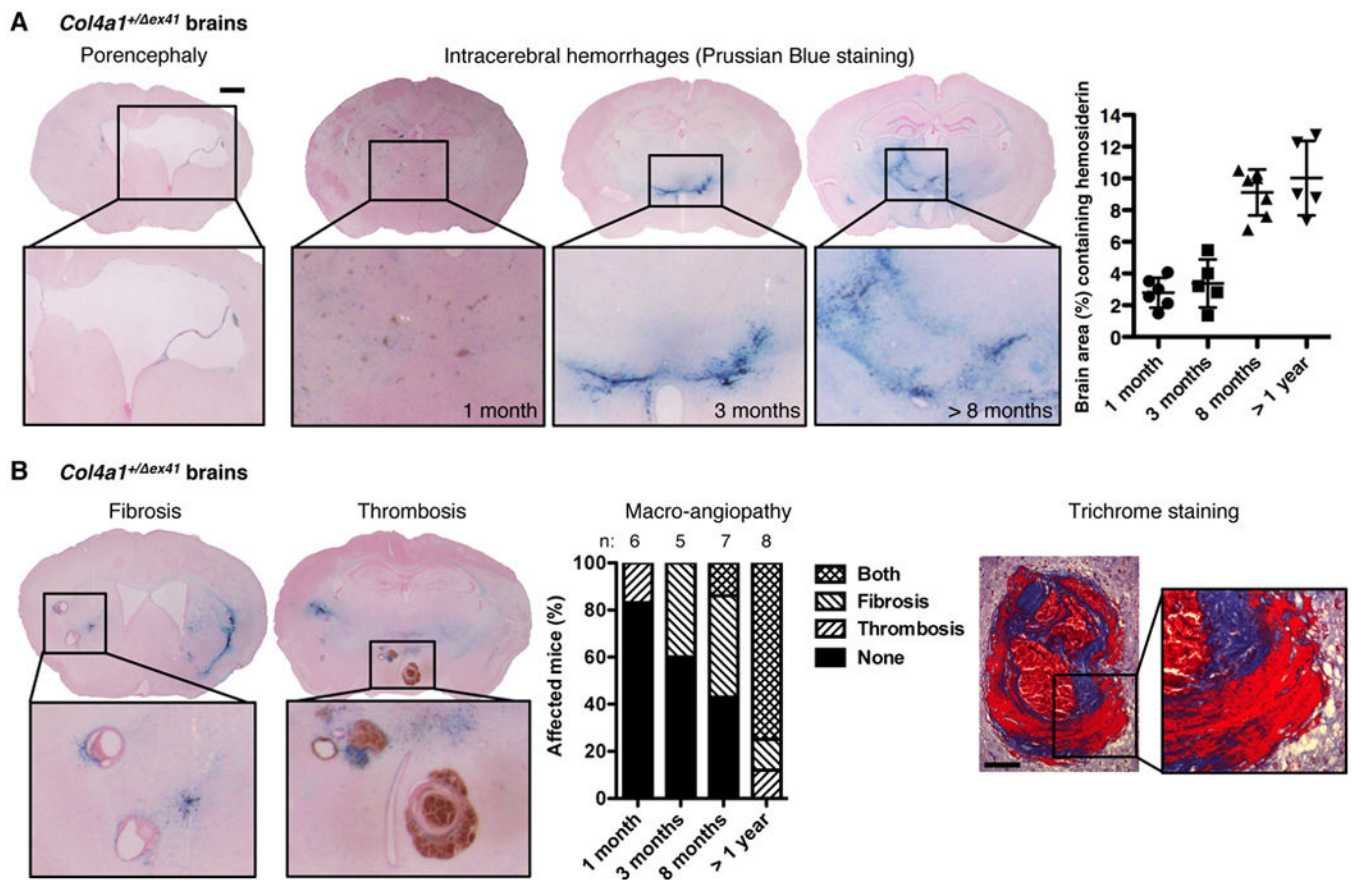 A
Col4a1+/Δex41 brains
Porencephaly
Intracerebral hemorrhages (Prussian Blue staining)
1 month
3 months
> 8 months
Brain area (%) containing hemosiderin
14
12
10
8
6
4
2
0
1 month
3 months
8 months
> 1 year
B
Col4a1+/Δex41 brains
Fibrosis
Thrombosis
Macro-angiopathy
n: 6 5 7 8
Affected mice (%)
100
80
60
40
20
0
1 month
3 months
8 months
> 1 year
Both
Fibrosis
Thrombosis
None
Trichrome staining